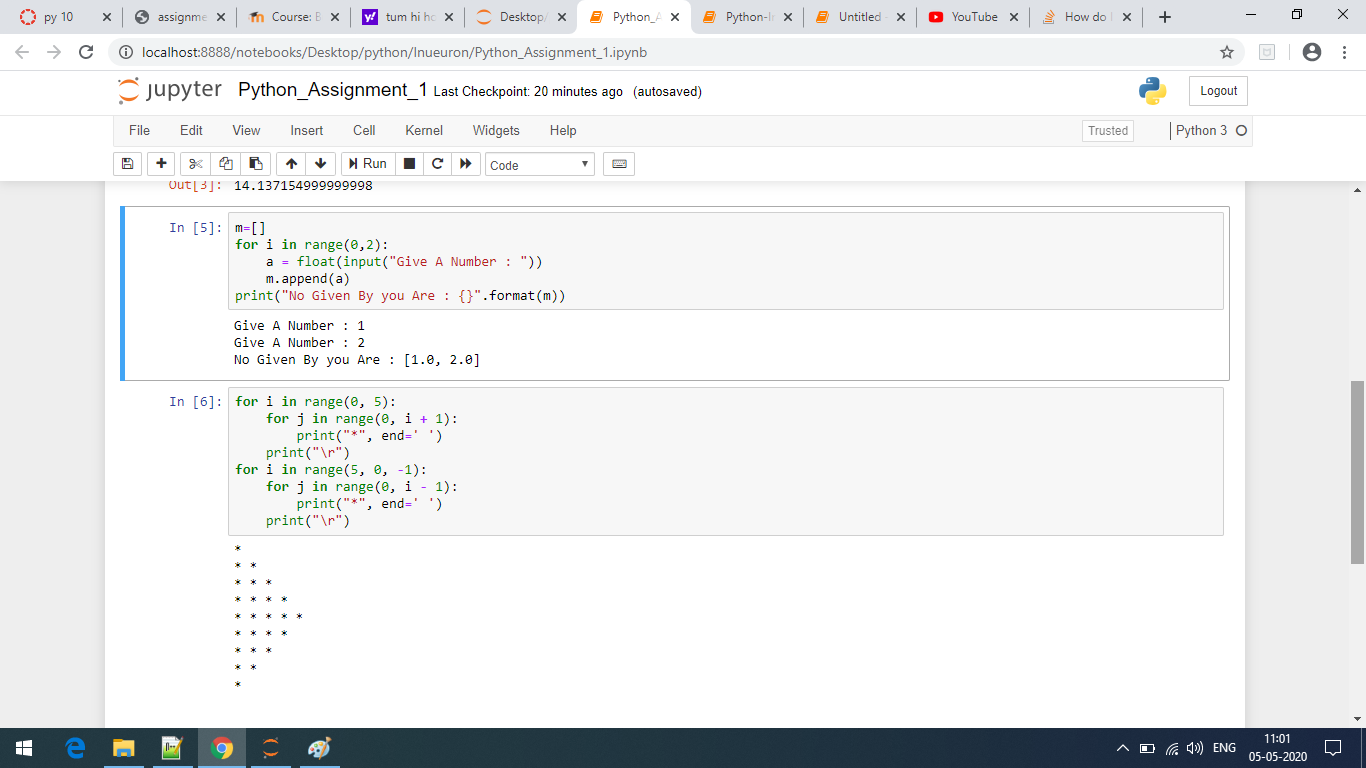 py 10
assignme
Course: B
tum hi ho
Desktop/
Python_A
Python-In
Untitled
YouTube
How do I
localhost:8888/notebooks/Desktop/python/Inueuron/Python_Assignment_1.ipynb
jupyter Python_Assignment_1 Last Checkpoint: 20 minutes ago (autosaved)
Logout
File Edit View Insert Cell Kernel Widgets Help
Trusted
Python 3
Run
Code
Out[3]: 14.137154999999998
In [5]: m=[]
for i in range(0,2):
    a = float(input("Give A Number : "))
    m.append(a)
print("No Given By you Are : {}".format(m))
Give A Number : 1
Give A Number : 2
No Given By you Are : [1.0, 2.0]
In [6]: for i in range(0, 5):
    for j in range(0, i + 1):
        print("*", end=' ')
    print("\r")
for i in range(5, 0, -1):
    for j in range(0, i - 1):
        print("*", end=' ')
    print("\r")
*
* *
* * *
* * * *
* * * * *
* * * *
* * *
* *
*
ENG
11:01
05-05-2020